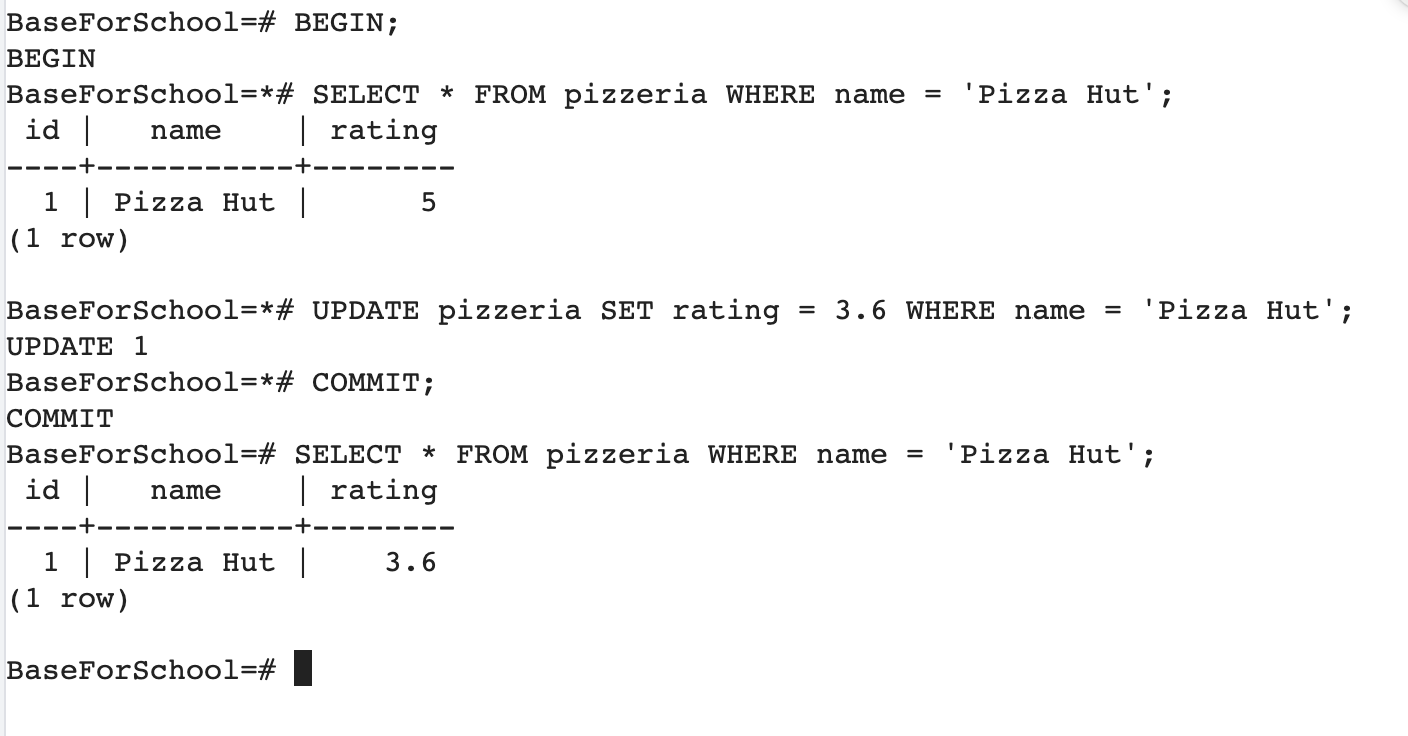 BaseForSchool=# BEGIN;
BEGIN
BaseForSchool=*# SELECT * FROM pizzeria WHERE name = 'Pizza Hut';
 id |   name    | rating
----+-----------+--------
  1 | Pizza Hut |      5
(1 row)

BaseForSchool=*# UPDATE pizzeria SET rating = 3.6 WHERE name = 'Pizza Hut';
UPDATE 1
BaseForSchool=*# COMMIT;
COMMIT
BaseForSchool=# SELECT * FROM pizzeria WHERE name = 'Pizza Hut';
 id |   name    | rating
----+-----------+--------
  1 | Pizza Hut |    3.6
(1 row)

BaseForSchool=#